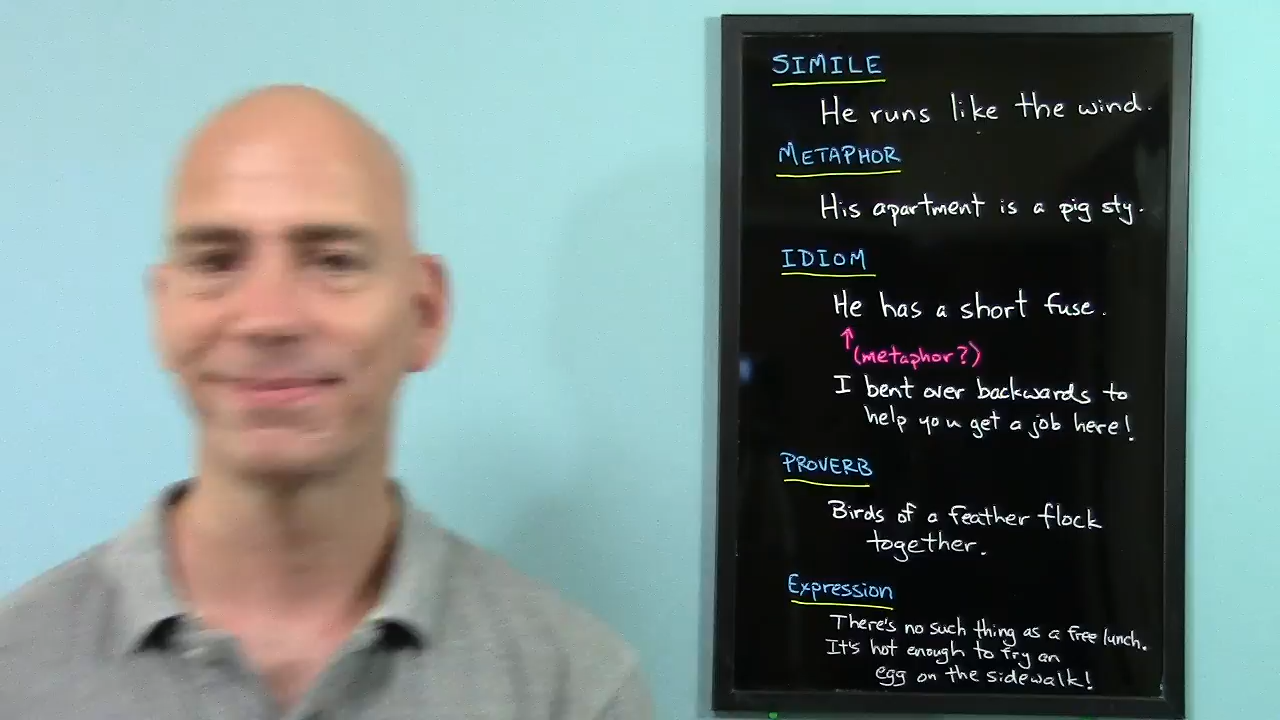 SIMILE
He runs like the wind.
METAPHOR
His apartment is a pig sty.
IDIOM
He has a short fuse.
(metaphor?)
I bent over backwards to
help you get a job here!
PROVERB
Birds of a feather flock
together.
Expression
There's no such thing as a free lunch.
It's hot enough to fry an
egg on the sidewalk!